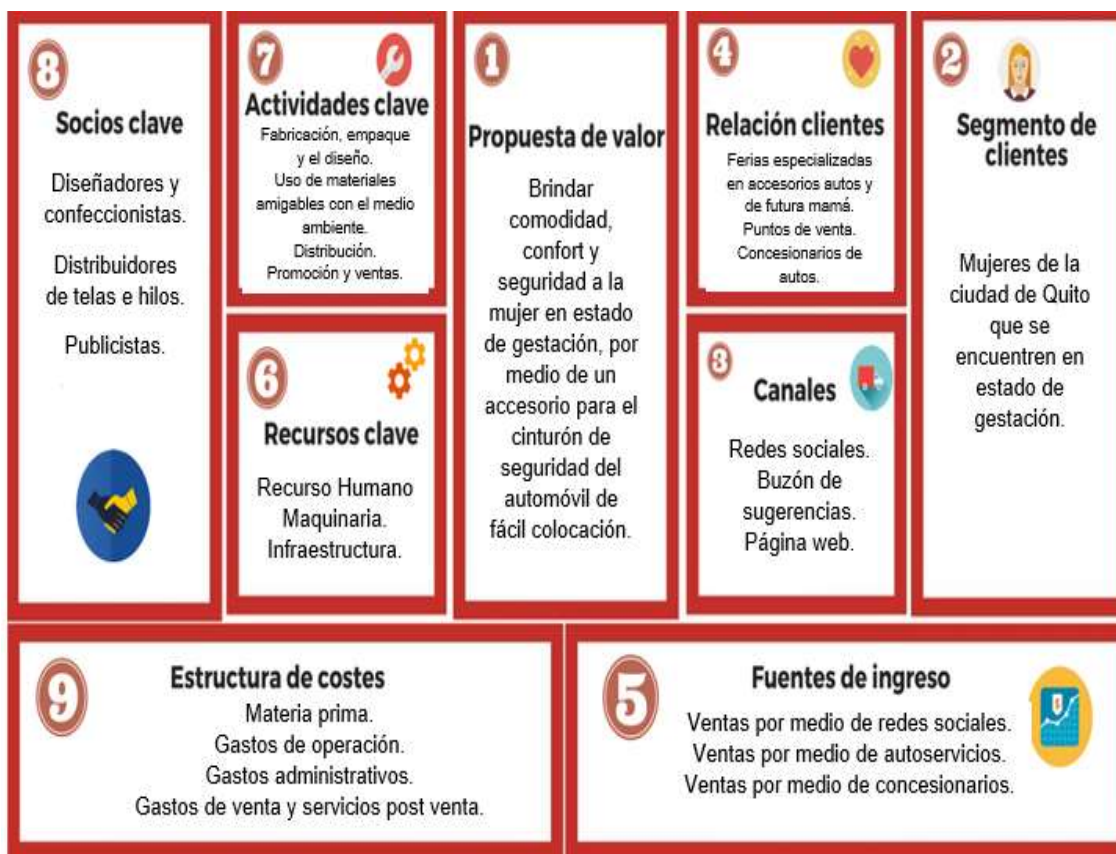 8
Socios clave
Diseñadores y
confeccionistas.
Distribuidores
de telas e hilos.
Publicistas.
7
Actividades clave
Fabricación, empaque
y el diseño.
Uso de materiales
amigables con el medio
ambiente.
Distribución.
Promoción y ventas.
6
Recursos clave
Recurso Humano
Maquinaria.
Infraestructura.
1
Propuesta de valor
Brindar
comodidad,
confort y
seguridad a la
mujer en estado
de gestación, por
medio de un
accesorio para el
cinturón de
seguridad del
automóvil de
fácil colocación.
4
Relación clientes
Ferias especializadas
en accesorios autos y
de futura mamá.
Puntos de venta.
Concesionarios de
autos.
3
Canales
Redes sociales.
Buzón de
sugerencias.
Página web.
2
Segmento de
clientes
Mujeres de la
ciudad de Quito
que se
encuentren en
estado de
gestación.
9
Estructura de costes
Materia prima.
Gastos de operación.
Gastos administrativos.
Gastos de venta y servicios post venta.
5
Fuentes de ingreso
Ventas por medio de redes sociales.
Ventas por medio de autoservicios.
Ventas por medio de concesionarios.